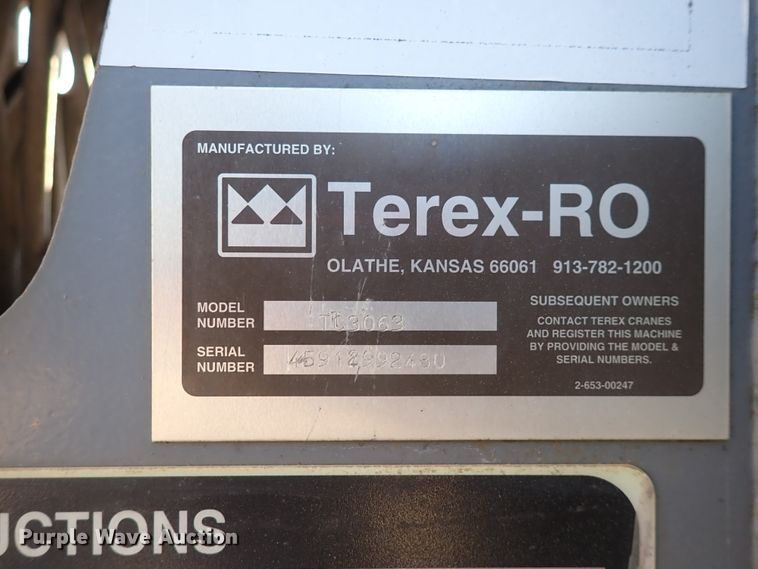 MANUFACTURED BY:
Terex-RO
OLATHE, KANSAS 66061 913-782-1200
MODEL NUMBER TC3063
SERIAL NUMBER
SUBSEQUENT OWNERS
CONTACT TEREX CRANES
AND REGISTER THIS MACHINE
BY PROVIDING THE MODEL &
SERIAL NUMBERS.
2-653-00247
UCTIONS
Purple Wave Auction